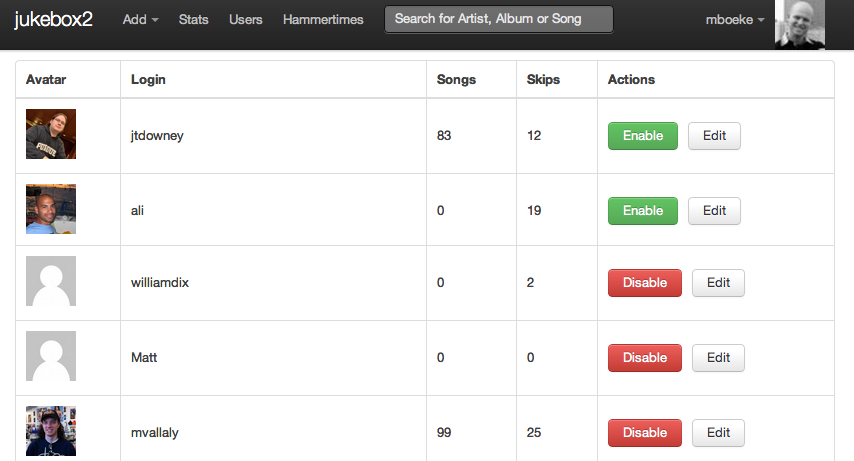 jukebox2 Add Stats Users Hammertimes Search for Artist, Album or Song mboeke
Avatar Login Songs Skips Actions
jtdowney 83 12 Enable Edit
ali 0 19 Enable Edit
williamdix 0 2 Disable Edit
Matt 0 0 Disable Edit
mvallaly 99 25 Disable Edit